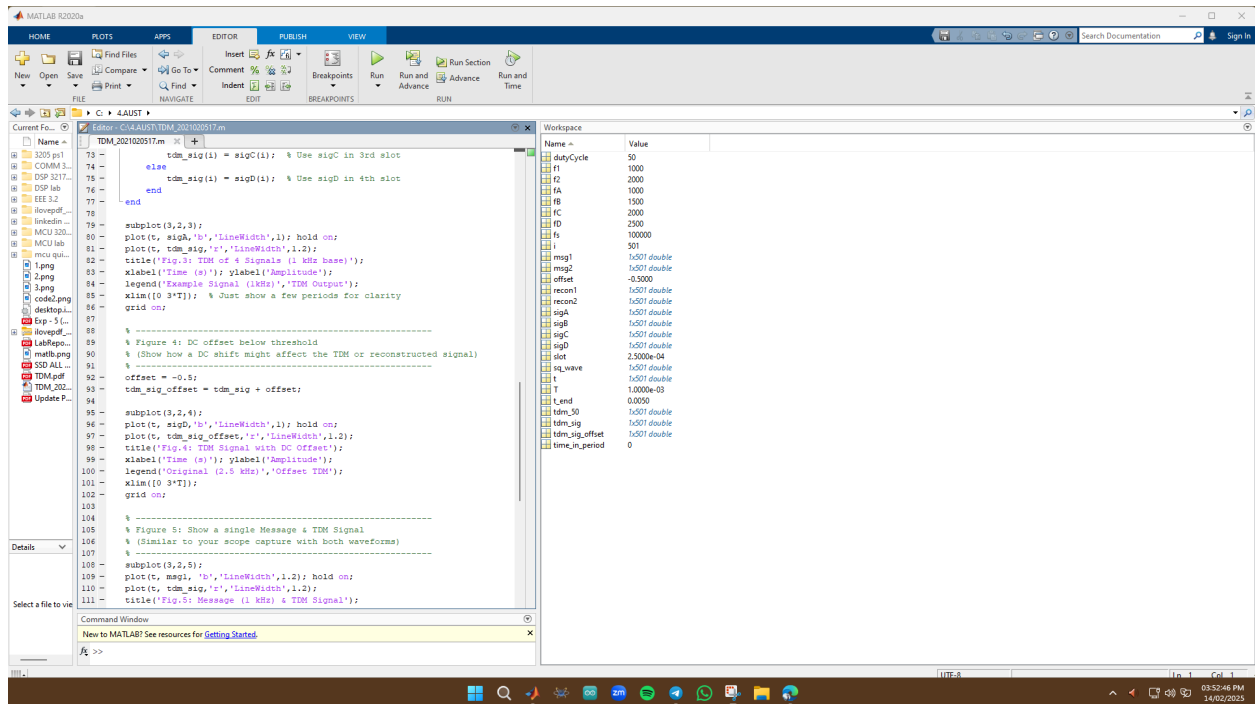 MATLAB R2020a
HOME PLOTS APPS EDITOR PUBLISH VIEW
Search Documentation
Sign In
New Open Save
Find Files
Compare
Print
FILE
Go To
Find
NAVIGATE
Insert fx
Comment
Indent
EDIT
Breakpoints
BREAKPOINTS
Run
Run and Advance
Run Section
Advance
Run and Time
RUN
C: 4.AUST
Current Fo...
Name
3205 ps1
COMM 3...
DSP 3217...
DSP lab
EEE 3.2
ilovepdf_...
linkedin ...
MCU 320...
MCU lab
mcu qui...
1.png
2.png
3.png
code2.png
desktop.i...
Exp - 5 (...
ilovepdf_...
LabRepo...
matlb.png
SSD ALL ...
TDM.pdf
TDM_202...
Update P...
Details
Select a file to vie
Editor - C:\4.AUST\TDM_2021020517.m
TDM_2021020517.m
73 - tdm_sig(i) = sigC(i); % Use sigC in 3rd slot
74 - else
75 - tdm_sig(i) = sigD(i); % Use sigD in 4th slot
76 - end
77 - end
78
79 - subplot(3,2,3);
80 - plot(t, sigA,'b','LineWidth',1); hold on;
81 - plot(t, tdm_sig,'r','LineWidth',1.2);
82 - title('Fig.3: TDM of 4 Signals (1 kHz base)');
83 - xlabel('Time (s)'); ylabel('Amplitude');
84 - legend('Example Signal (1kHz)','TDM Output');
85 - xlim([0 3*T]); % Just show a few periods for clarity
86 - grid on;
87
88 % --------------------------------------------------------
89 % Figure 4: DC offset below threshold
90 % (Show how a DC shift might affect the TDM or reconstructed signal)
91 % --------------------------------------------------------
92 - offset = -0.5;
93 - tdm_sig_offset = tdm_sig + offset;
94
95 - subplot(3,2,4);
96 - plot(t, sigD,'b','LineWidth',1); hold on;
97 - plot(t, tdm_sig_offset,'r','LineWidth',1.2);
98 - title('Fig.4: TDM Signal with DC Offset');
99 - xlabel('Time (s)'); ylabel('Amplitude');
100 - legend('Original (2.5 kHz)','Offset TDM');
101 - xlim([0 3*T]);
102 - grid on;
103
104 % --------------------------------------------------------
105 % Figure 5: Show a single Message & TDM Signal
106 % (Similar to your scope capture with both waveforms)
107 % --------------------------------------------------------
108 - subplot(3,2,5);
109 - plot(t, msg1, 'b','LineWidth',1.2); hold on;
110 - plot(t, tdm_sig,'r','LineWidth',1.2);
111 - title('Fig.5: Message (1 kHz) & TDM Signal');
Command Window
New to MATLAB? See resources for Getting Started.
fx >>
Workspace
Name Value
dutyCycle 50
f1 1000
f2 2000
fA 1000
fB 1500
fC 2000
fD 2500
fs 100000
i 501
msg1 1x501 double
msg2 1x501 double
offset -0.5000
recon1 1x501 double
recon2 1x501 double
sigA 1x501 double
sigB 1x501 double
sigC 1x501 double
sigD 1x501 double
slot 2.5000e-04
sq_wave 1x501 double
t 1x501 double
T 1.0000e-03
t_end 0.0050
tdm_50 1x501 double
tdm_sig 1x501 double
tdm_sig_offset 1x501 double
time_in_period 0
UTF-8 Ln 1 Col 1
zm
03:52:46 PM
14/02/2025